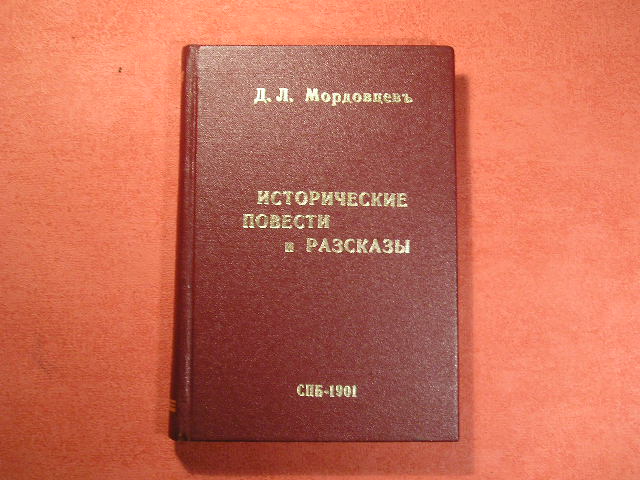 Д. Л. Мордовцевъ
ИСТОРИЧЕСКИЕ
ПОВЕСТИ
и РАЗСКАЗЫ
СПБ-1901